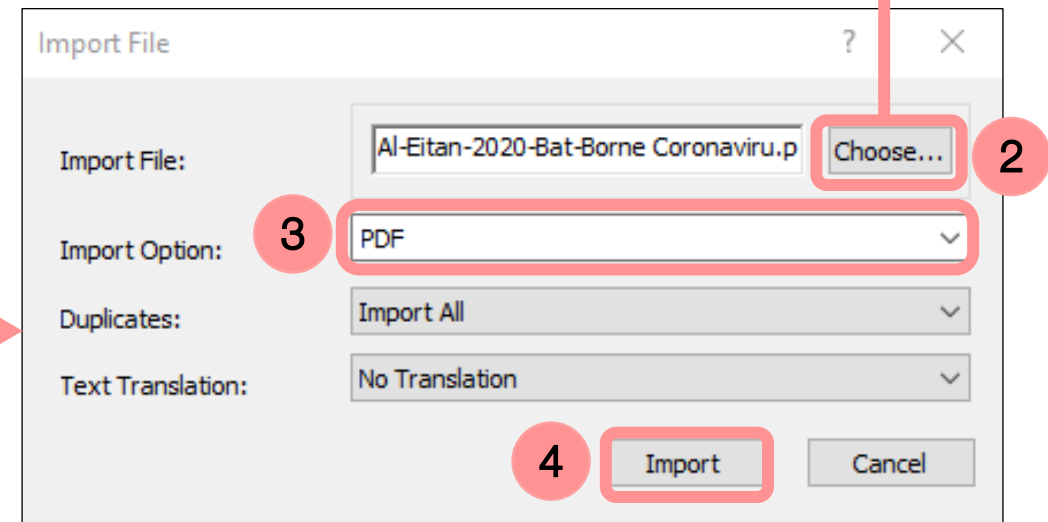 Import File ?
Import File: Al-Eitan-2020-Bat-Borne Coronaviru.p Choose... 2
Import Option: 3 PDF
Duplicates: Import All
Text Translation: No Translation
4 Import Cancel